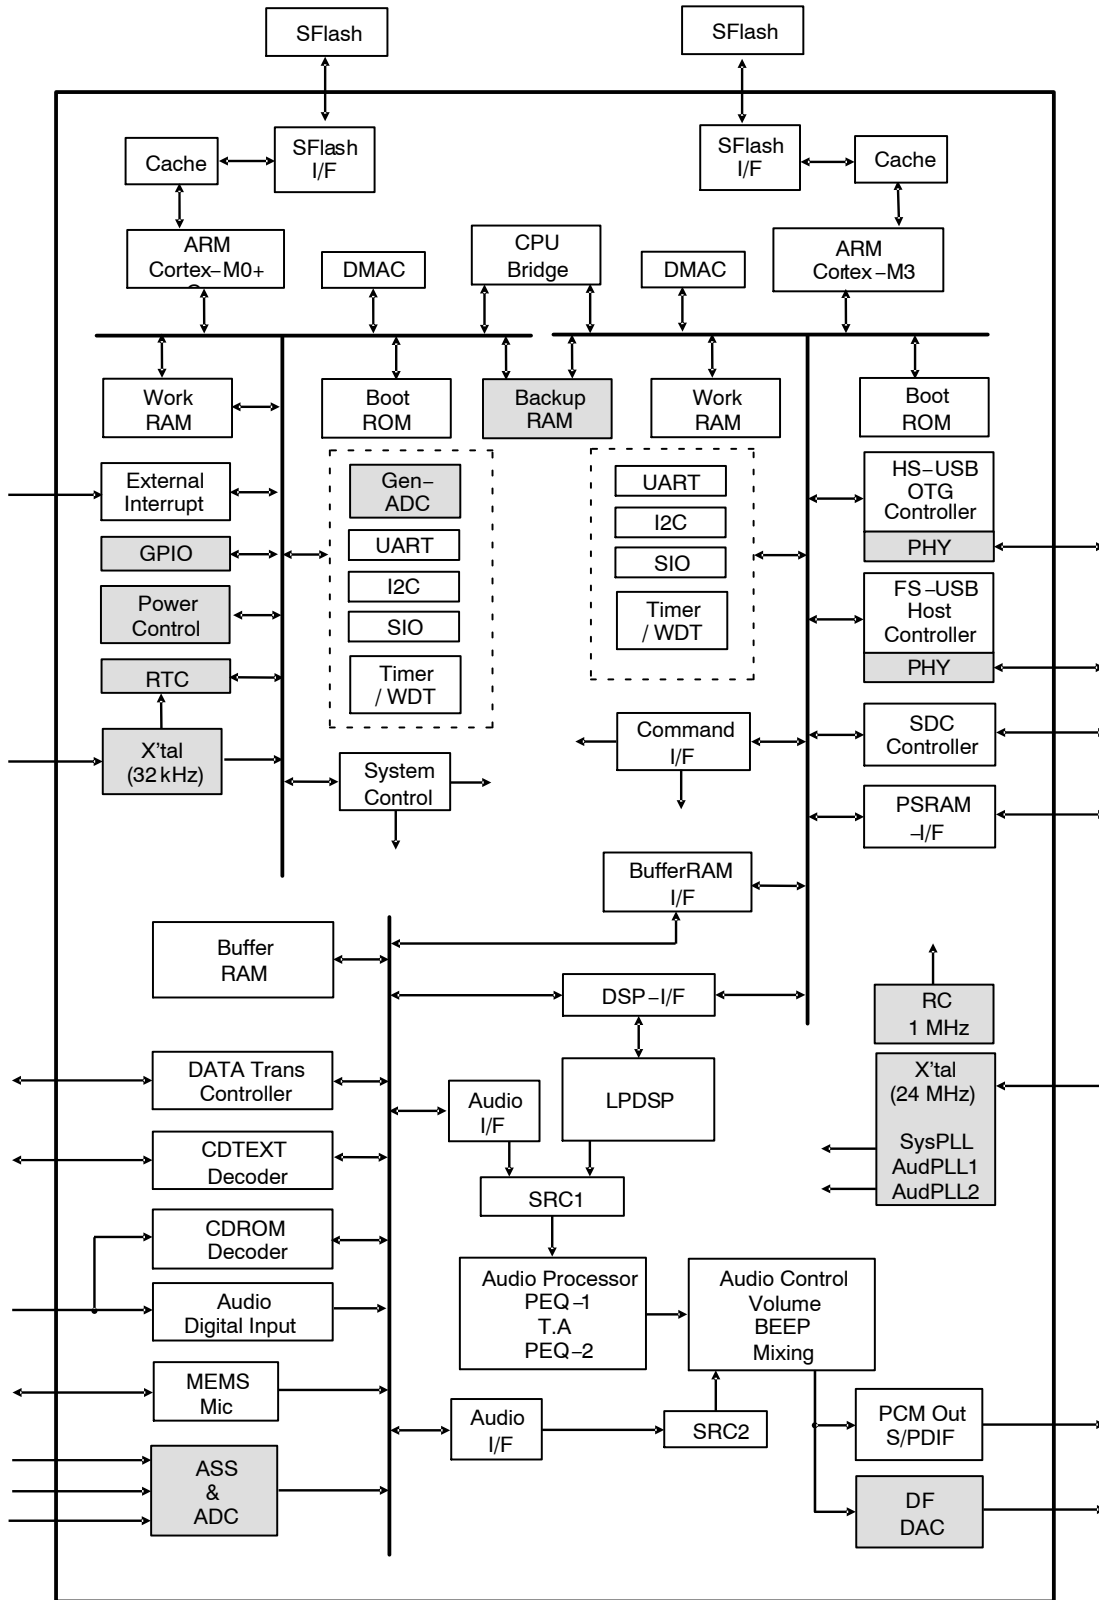 SFlash
SFlash
Cache
SFlash
I/F
SFlash
I/F
Cache
ARM
Cortex–M0+
DMAC
CPU
Bridge
DMAC
ARM
Cortex–M3
Work
RAM
Boot
ROM
Backup
RAM
Work
RAM
Boot
ROM
External
Interrupt
GPIO
Power
Control
RTC
X'tal
(32 kHz)
Gen–
ADC
UART
I2C
SIO
Timer
/ WDT
System
Control
UART
I2C
SIO
Timer
/ WDT
Command
I/F
HS–USB
OTG
Controller
PHY
FS–USB
Host
Controller
PHY
SDC
Controller
PSRAM
–I/F
BufferRAM
I/F
Buffer
RAM
DSP–I/F
RC
1 MHz
X'tal
(24 MHz)
SysPLL
AudPLL1
AudPLL2
DATA Trans
Controller
Audio
I/F
LPDSP
CDTEXT
Decoder
SRC1
CDROM
Decoder
Audio
Digital Input
Audio Processor
PEQ–1
T.A
PEQ–2
Audio Control
Volume
BEEP
Mixing
MEMS
Mic
Audio
I/F
SRC2
PCM Out
S/PDIF
ASS
&
ADC
DF
DAC